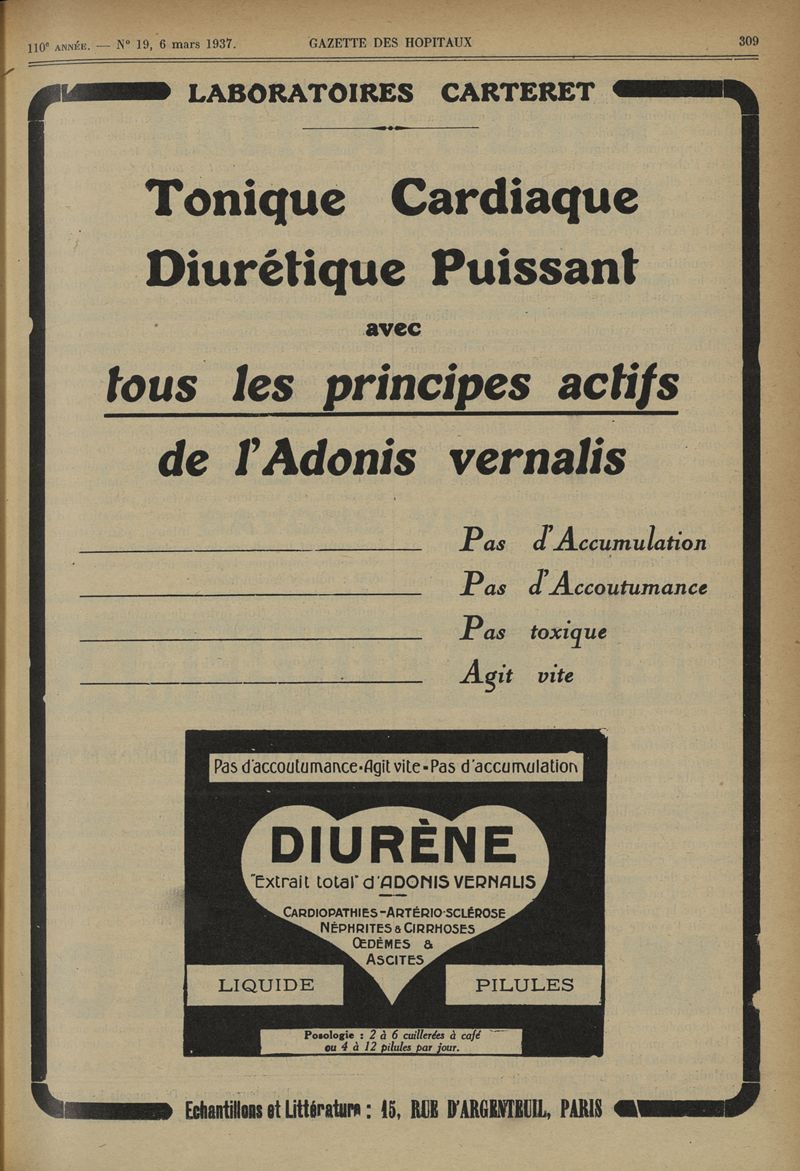 110e ANNÉE. — N° 19, 6 mars 1937. GAZETTE DES HOPITAUX 309
LABORATOIRES CARTERET
Tonique Cardiaque
Diurétique Puissant
avec
tous les principes actifs
de l'Adonis vernalis
Pas d'Accumulation
Pas d'Accoutumance
Pas toxique
Agit vite
Pas d'accoutumance-Agit vite-Pas d'accumulation
DIURÈNE
"Extrait total" d'ADONIS VERNALIS
CARDIOPATHIES-ARTÉRIO-SCLÉROSE
NÉPHRITES & CIRRHOSES
ŒDÈMES &
ASCITES
LIQUIDE PILULES
Posologie : 2 à 6 cuillerées à café
ou 4 à 12 pilules par jour.
Echantillons et Littérature : 15, RUE D'ARGENTEUIL, PARIS